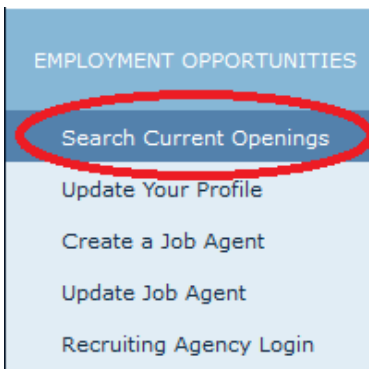 EMPLOYMENT OPPORTUNITIES
Search Current Openings
Update Your Profile
Create a Job Agent
Update Job Agent
Recruiting Agency Login